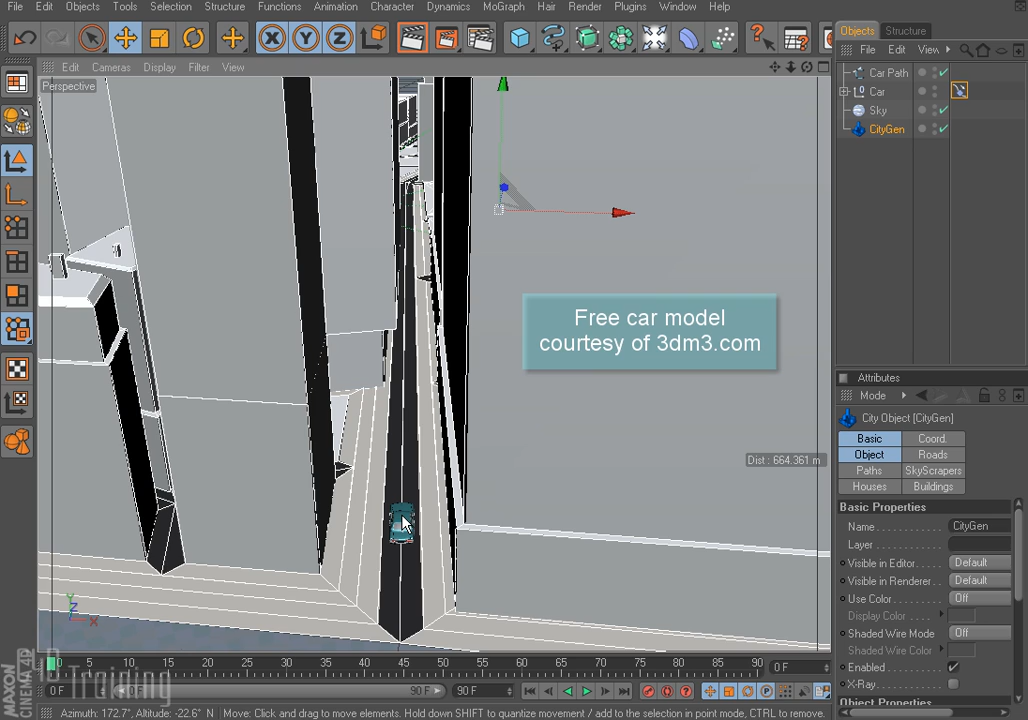 File Edit Objects Tools Selection Structure Functions Animation Character Dynamics MoGraph Hair Render Plugins Window Help
Objects Structure
File Edit View
Edit Cameras Display Filter View
Perspective
Car Path
Car
Sky
CityGen
Free car model
courtesy of 3dm3.com
Dist : 664.361 m
Attributes
Mode
City Object [CityGen]
Basic Coord.
Object Roads
Paths SkyScrapers
Houses Buildings
Basic Properties
Name CityGen
Layer
Visible in Editor Default
Visible in Renderer Default
Use Color Off
Display Color
Shaded Wire Mode Off
Shaded Wire Color
Enabled
X-Ray
Object Properties
0 5 10 15 20 25 30 35 40 45 50 55 60 65 70 75 80 85 90 0 F
0 F 0 F 90 F 90 F
3D Training
MAXON
CINEMA 4D
Azimuth: 172.7°, Altitude: -22.6° N Move: Click and drag to move elements. Hold down SHIFT to quantize movement / add to the selection in point mode, CTRL to remove.